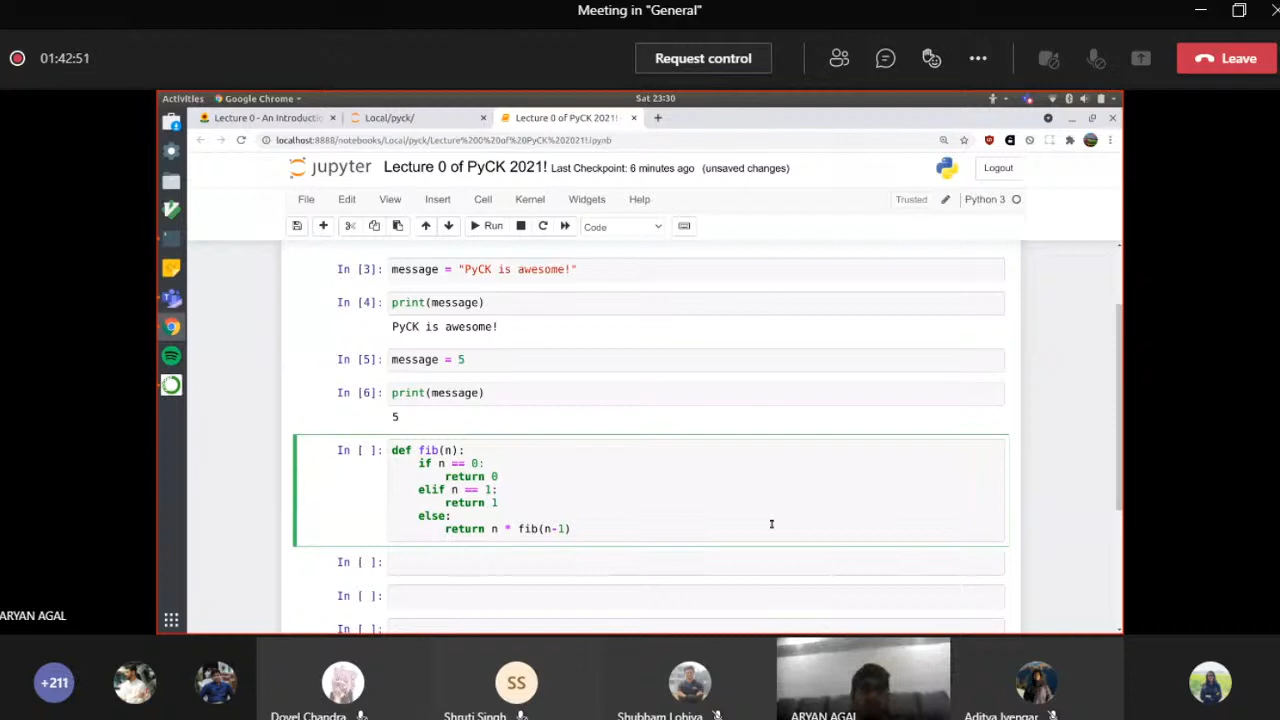 Meeting in "General"
01:42:51
Request control
Leave
Activities
Google Chrome
Sat 23:30
Lecture 0 - An Introductio
Local/pyck/
Lecture 0 of PyCK 2021!
localhost:8888/notebooks/Local/pyck/Lecture%200%20of%20PyCK%202021!.ipynb
jupyter Lecture 0 of PyCK 2021! Last Checkpoint: 6 minutes ago (unsaved changes)
Logout
File Edit View Insert Cell Kernel Widgets Help
Trusted
Python 3
Run
Code
In [3]: message = "PyCK is awesome!"
In [4]: print(message)
PyCK is awesome!
In [5]: message = 5
In [6]: print(message)
5
In [ ]: def fib(n):
if n == 0:
return 0
elif n == 1:
return 1
else:
return n * fib(n-1)
In [ ]:
In [ ]:
In [ ]:
ARYAN AGAL
+211
SS
Dovel Chandra
Shruti Singh
Shubham Lohiya
ARYAN AGAL
Aditya Iyengar